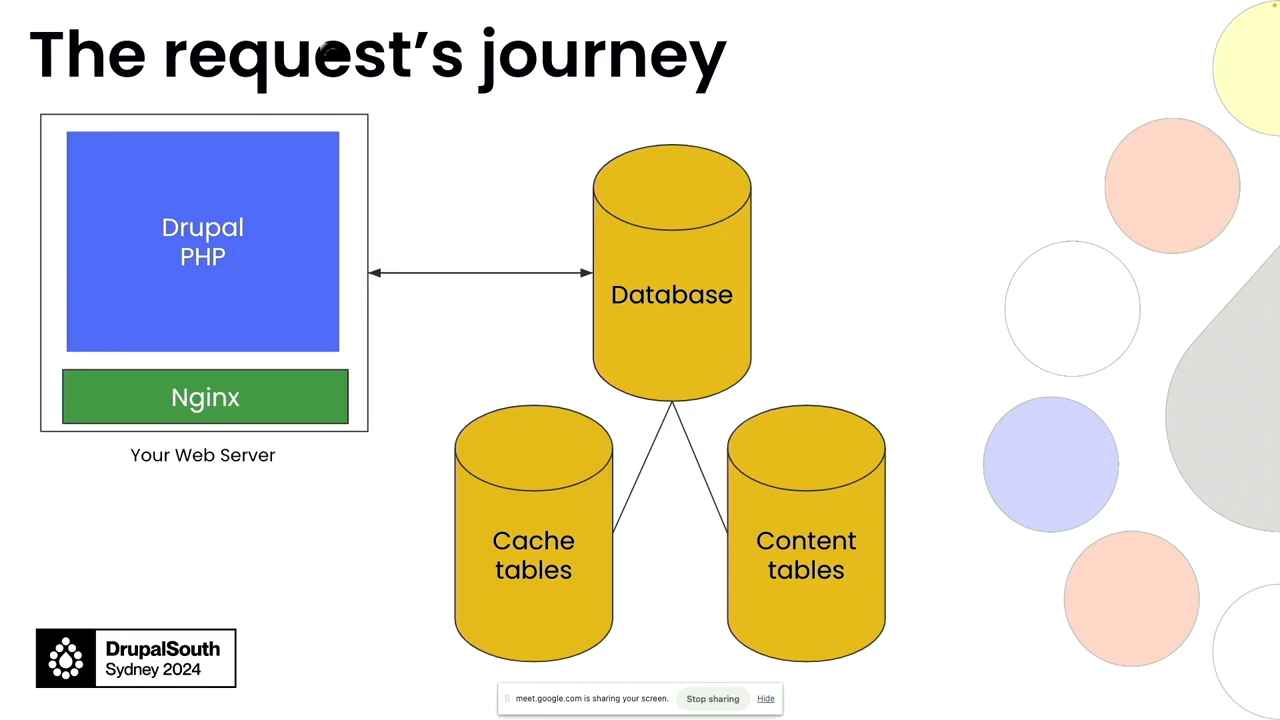 The request’s journey
Drupal
PHP
Nginx
Your Web Server
Database
Cache
tables
Content
tables
DrupalSouth
Sydney 2024
meet.google.com is sharing your screen.
Stop sharing
Hide